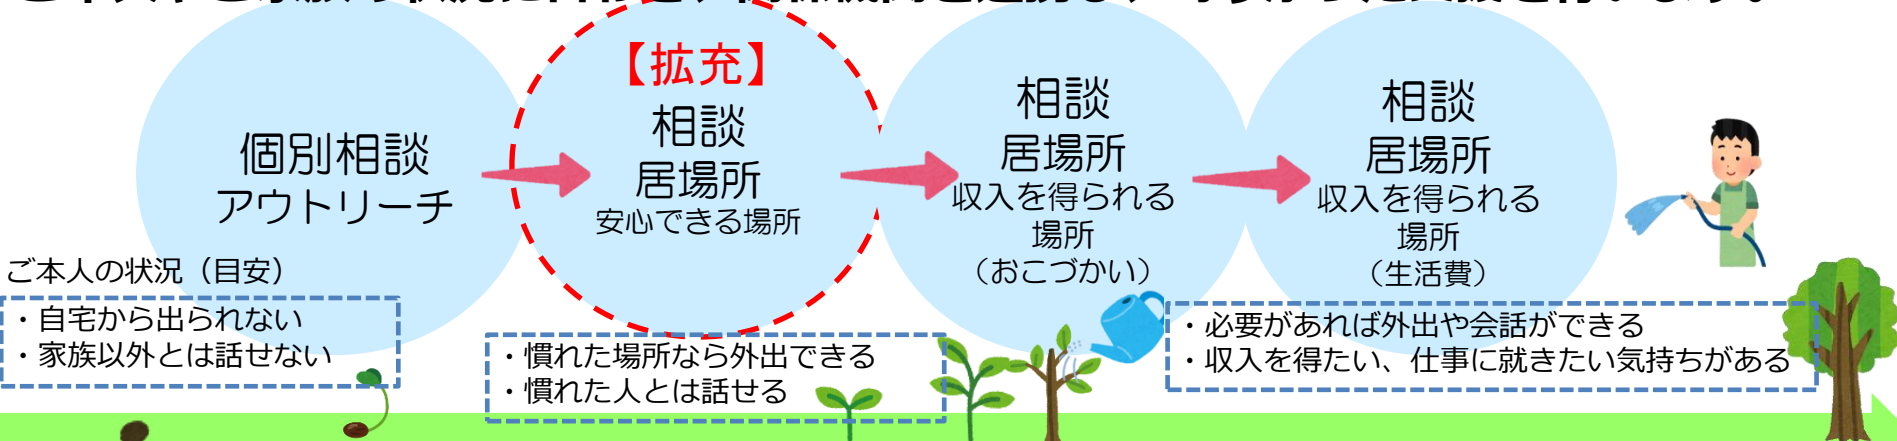 個別相談
アウトリーチ
【拡充】
相談
居場所
安心できる場所
相談
居場所
収入を得られる
場所
（おこづかい）
相談
居場所
収入を得られる
場所
（生活費）
ご本人の状況（目安）
・自宅から出られない
・家族以外とは話せない
・慣れた場所なら外出できる
・慣れた人とは話せる
・必要があれば外出や会話ができる
・収入を得たい、仕事に就きたい気持ちがある